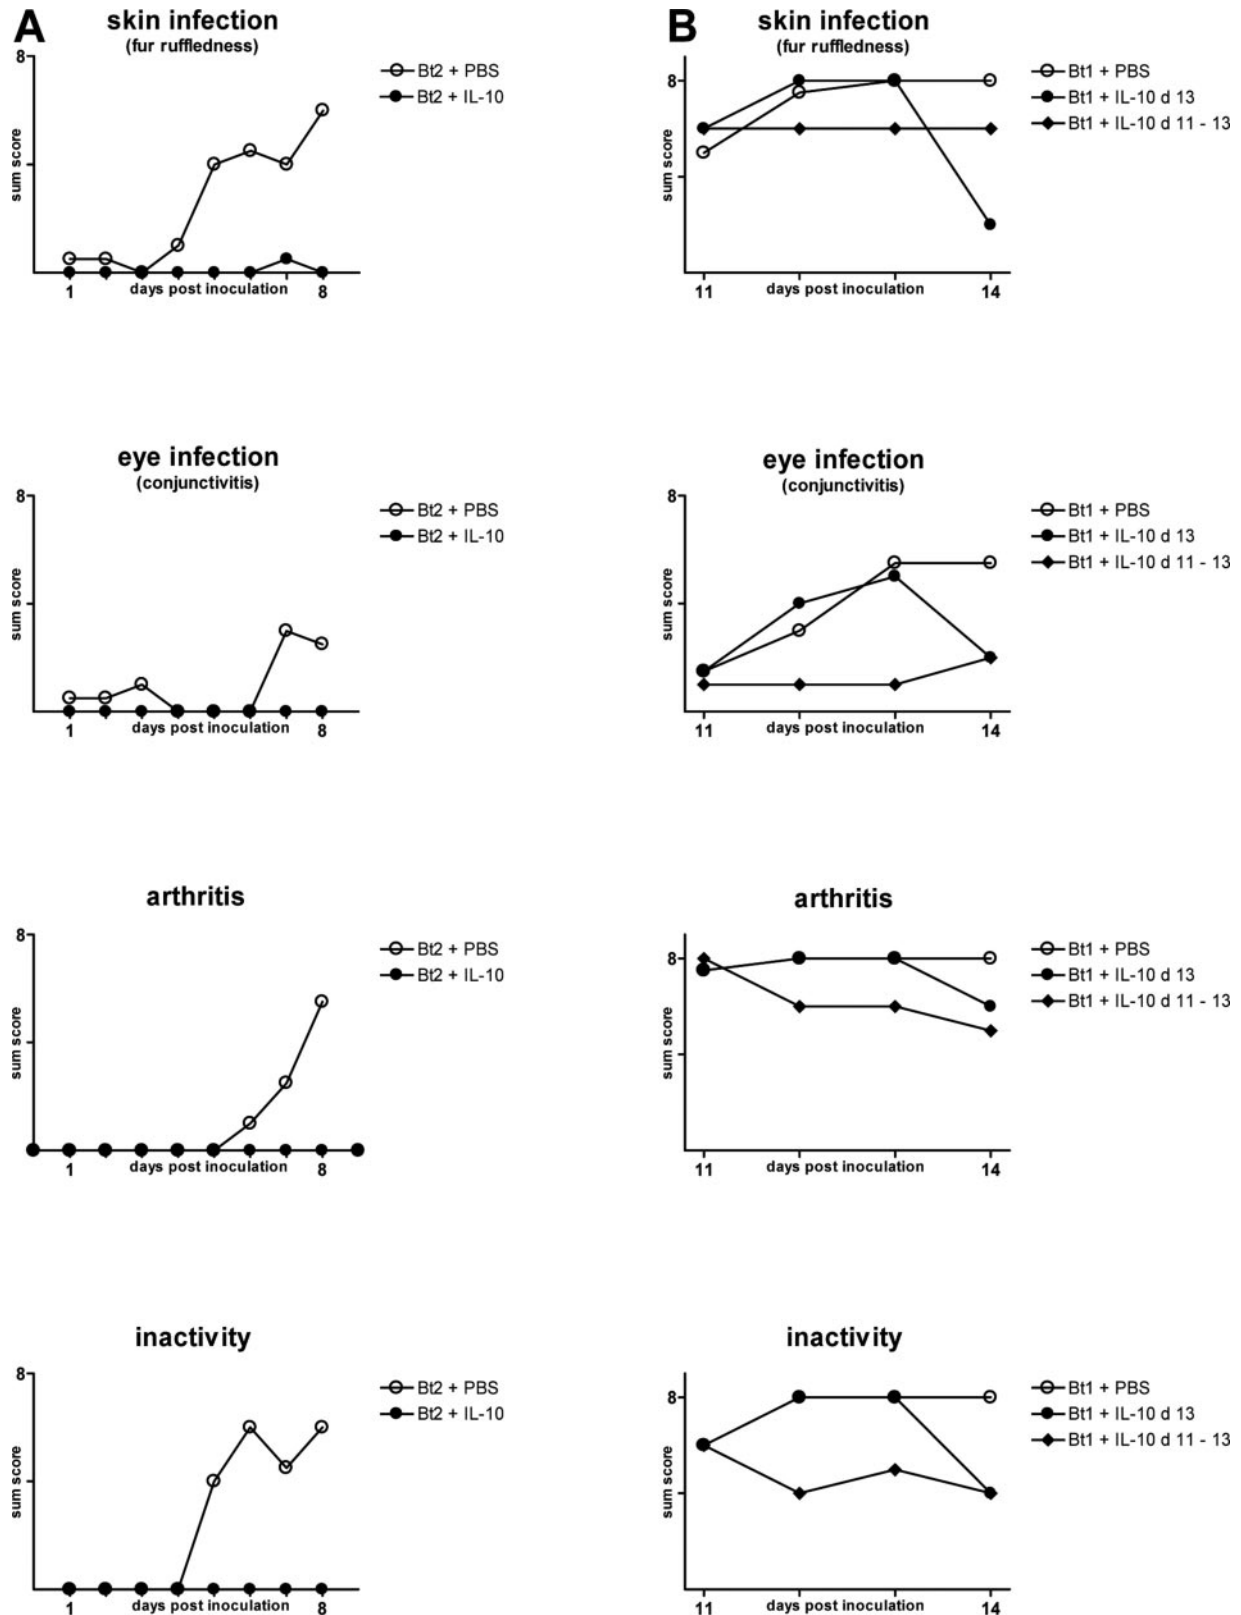 A
skin infection
(fur ruffledness)
8
sum score
Bt2 + PBS
Bt2 + IL-10
1
days post inoculation
8
B
skin infection
(fur ruffledness)
8
sum score
Bt1 + PBS
Bt1 + IL-10 d 13
Bt1 + IL-10 d 11 - 13
11
days post inoculation
14
eye infection
(conjunctivitis)
8
sum score
Bt2 + PBS
Bt2 + IL-10
1
days post inoculation
8
eye infection
(conjunctivitis)
8
sum score
Bt1 + PBS
Bt1 + IL-10 d 13
Bt1 + IL-10 d 11 - 13
11
days post inoculation
14
arthritis
8
sum score
Bt2 + PBS
Bt2 + IL-10
1
days post inoculation
8
arthritis
8
sum score
Bt1 + PBS
Bt1 + IL-10 d 13
Bt1 + IL-10 d 11 - 13
11
days post inoculation
14
inactivity
8
sum score
Bt2 + PBS
Bt2 + IL-10
1
days post inoculation
8
inactivity
8
sum score
Bt1 + PBS
Bt1 + IL-10 d 13
Bt1 + IL-10 d 11 - 13
11
days post inoculation
14